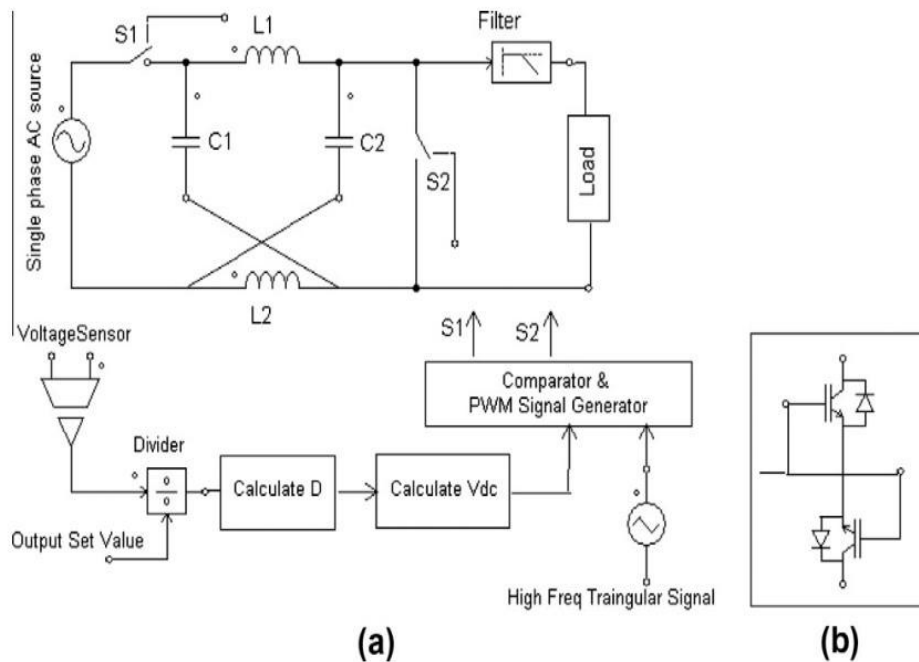 Single phase AC source
S1
L1
Filter
C1
C2
S2
Load
L2
VoltageSensor
S1
S2
Comparator &
PWM Signal Generator
Divider
Calculate D
Calculate Vdc
Output Set Value
High Freq Traingular Signal
(a)
(b)